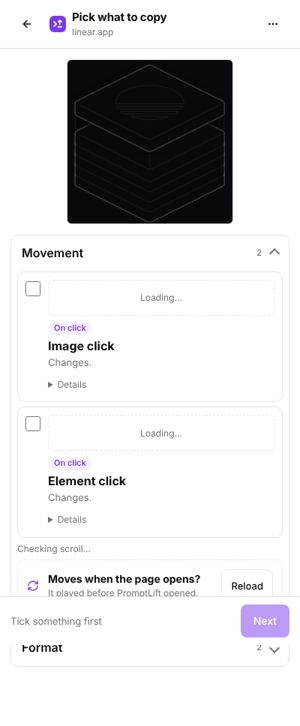 Pick what to copy
linear.app
Movement
2
Loading...
On click
Image click
Changes.
Details
Loading...
On click
Element click
Changes.
Details
Checking scroll...
Moves when the page opens?
Reload
It played before PromptLift opened.
Tick something first
Next
Format
2